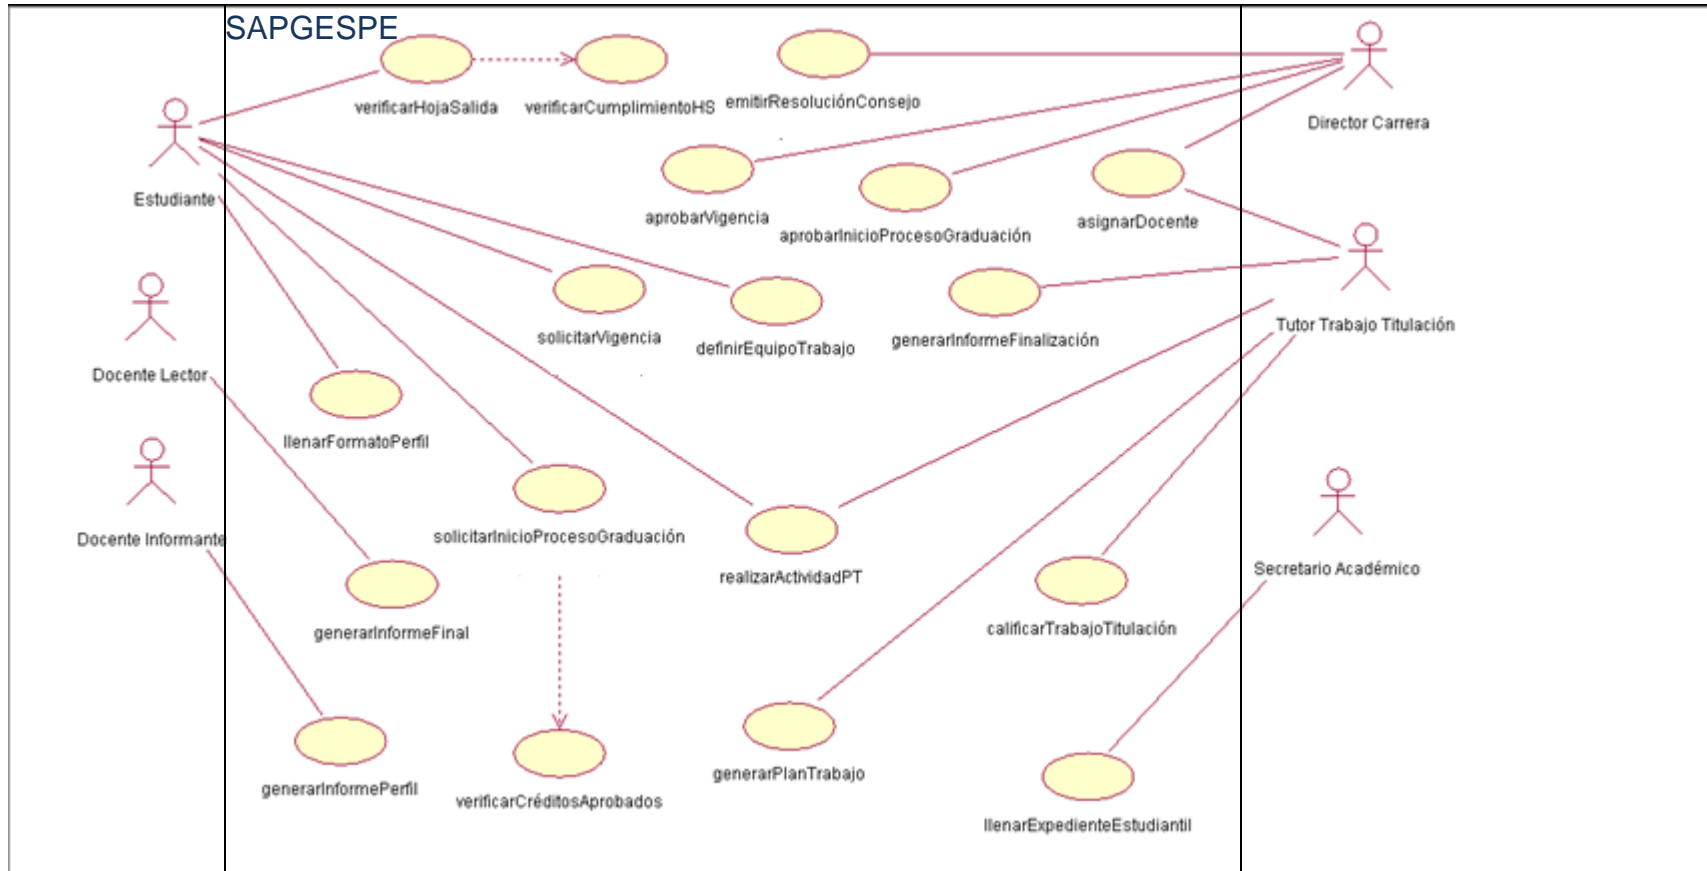 SAPGESPE
verificarHojaSalida
verificarCumplimientoHS
emitirResoluciónConsejo
Director Carrera
Estudiante
aprobarVigencia
aprobarInicioProcesoGraduación
asignarDocente
solicitarVigencia
definirEquipoTrabajo
generarInformeFinalización
Tutor Trabajo Titulación
Docente Lector
llenarFormatoPerfil
Docente Informante
solicitarInicioProcesoGraduación
realizarActividadPT
Secretario Académico
generarInformeFinal
calificarTrabajoTitulación
generarInformePerfil
verificarCréditosAprobados
generarPlanTrabajo
llenarExpedienteEstudiantil